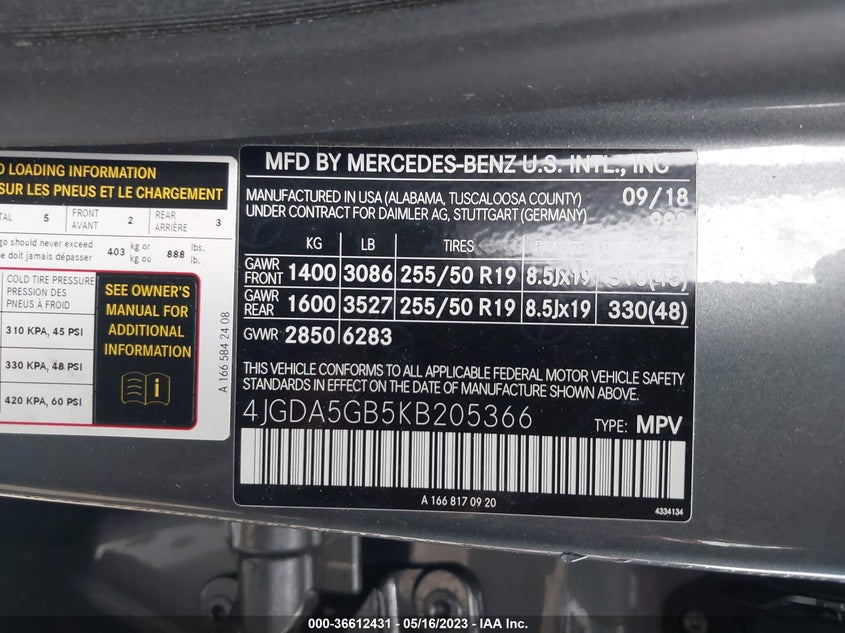 LOADING INFORMATION
SUR LES PNEUS ET LE CHARGEMENT
5
FRONT
AVANT
2
REAR
ARRIÈRE
3
go should never exceed
doit jamais dépasser
403
kg or
kg ou
888
lbs.
lb.
COLD TIRE PRESSURE
PRESSION DES
PNEUS À FROID
310 KPA, 45 PSI
330 KPA, 48 PSI
420 KPA, 60 PSI
SEE OWNER'S
MANUAL FOR
ADDITIONAL
INFORMATION
A 166 584 24 08
MFD BY MERCEDES-BENZ U.S. INTL., INC
MANUFACTURED IN USA (ALABAMA, TUSCALOOSA COUNTY) 09/18
UNDER CONTRACT FOR DAIMLER AG, STUTTGART (GERMANY)
KG LB TIRES
GAWR FRONT 1400 3086 255/50 R19 8.5Jx19
GAWR REAR 1600 3527 255/50 R19 8.5Jx19 330(48)
GVWR 2850 6283
THIS VEHICLE CONFORMS TO ALL APPLICABLE FEDERAL MOTOR VEHICLE SAFETY
STANDARDS IN EFFECT ON THE DATE OF MANUFACTURE SHOWN ABOVE.
4JGDA5GB5KB205366 TYPE: MPV
A 166 817 09 20
4334134
000-36612431 - 05/16/2023 - IAA Inc.